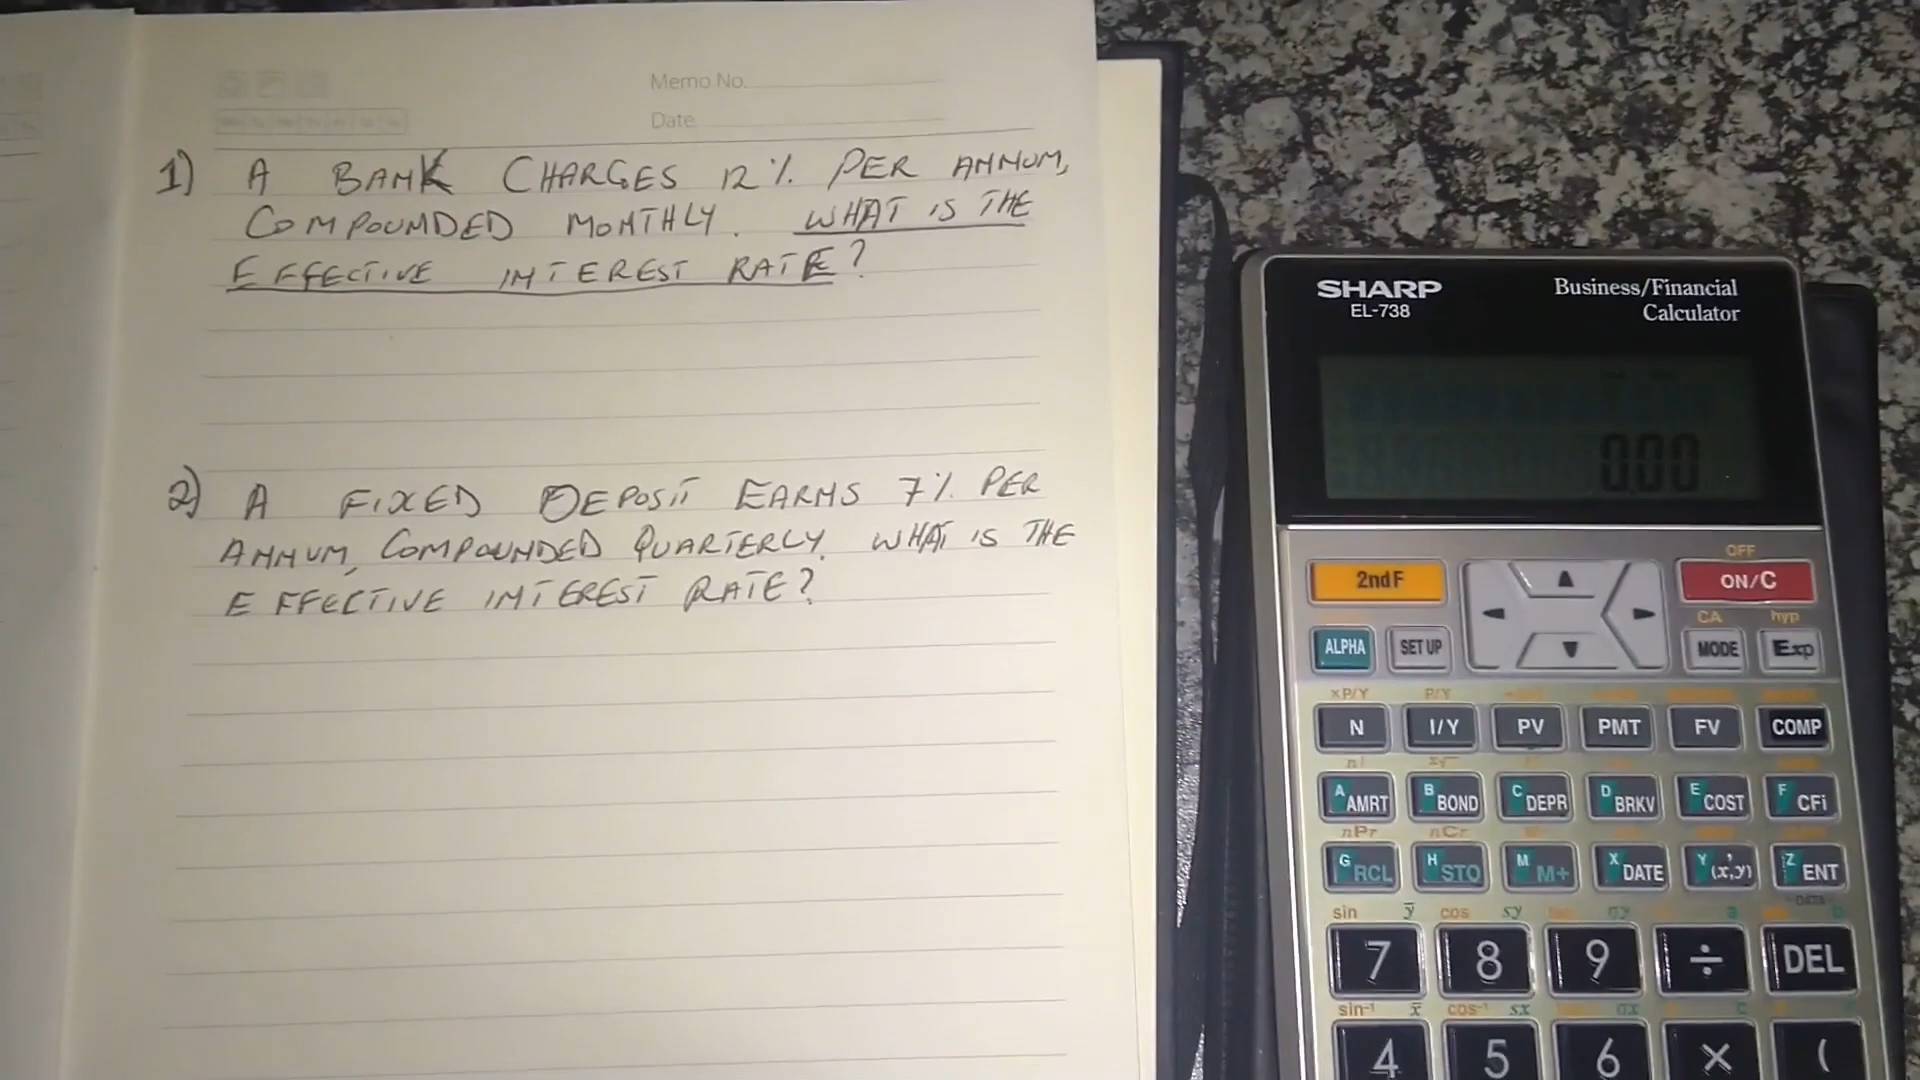 Memo No.
Date
1) A BANK CHARGES 12% PER ANNUM,
COMPOUNDED MONTHLY. WHAT IS THE
EFFECTIVE INTEREST RATE?
2) A FIXED DEPOSIT EARNS 7% PER
ANNUM, COMPOUNDED QUARTERLY. WHAT IS THE
EFFECTIVE INTEREST RATE?
SHARP
EL-738
Business/Financial
Calculator
0.00
OFF
2ndF ▲ ON/C
◄ ►
CA hyp
ALPHA SET UP ▼ MODE Exp
×P/Y P/Y
N I/Y PV PMT FV COMP
n!
A AMRT B BOND C DEPR D BRKV E COST F CFi
nPr nCr
G RCL H STO M M+ X DATE Y (x,y) Z ENT
DATA
sin ȳ cos sy
7 8 9 ÷ DEL
sin⁻¹ x̄ cos⁻¹ sx σx
4 5 6 × (